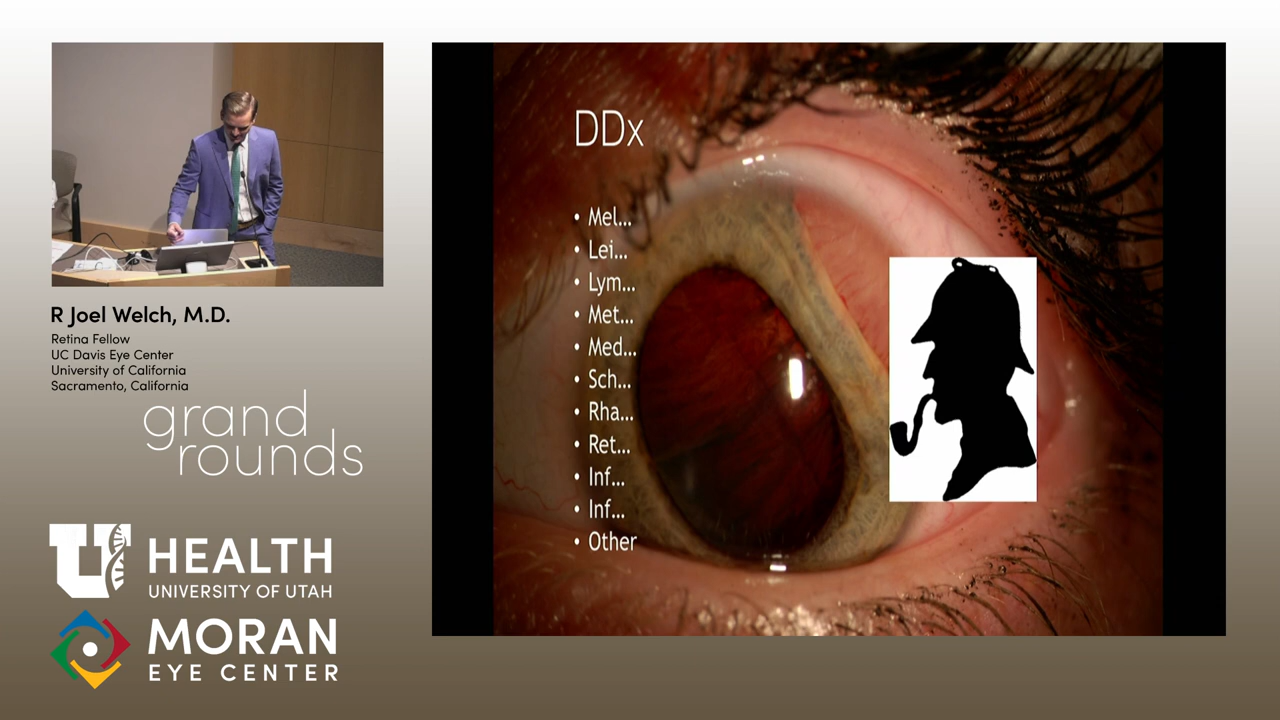 DDx
• Mel...
• Lei...
• Lym...
• Met...
• Med...
• Sch...
• Rha...
• Ret...
• Inf...
• Inf...
• Other
R Joel Welch, M.D.
Retina Fellow
UC Davis Eye Center
University of California
Sacramento, California
grand
rounds
U HEALTH
UNIVERSITY OF UTAH
MORAN
EYE CENTER